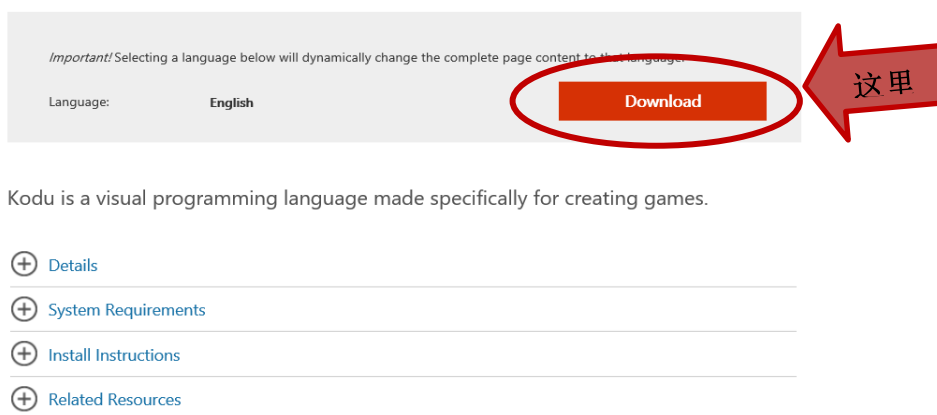 Important! Selecting a language below will dynamically change the complete page content to that language.
Language:
English
Download
这里
Kodu is a visual programming language made specifically for creating games.
Details
System Requirements
Install Instructions
Related Resources